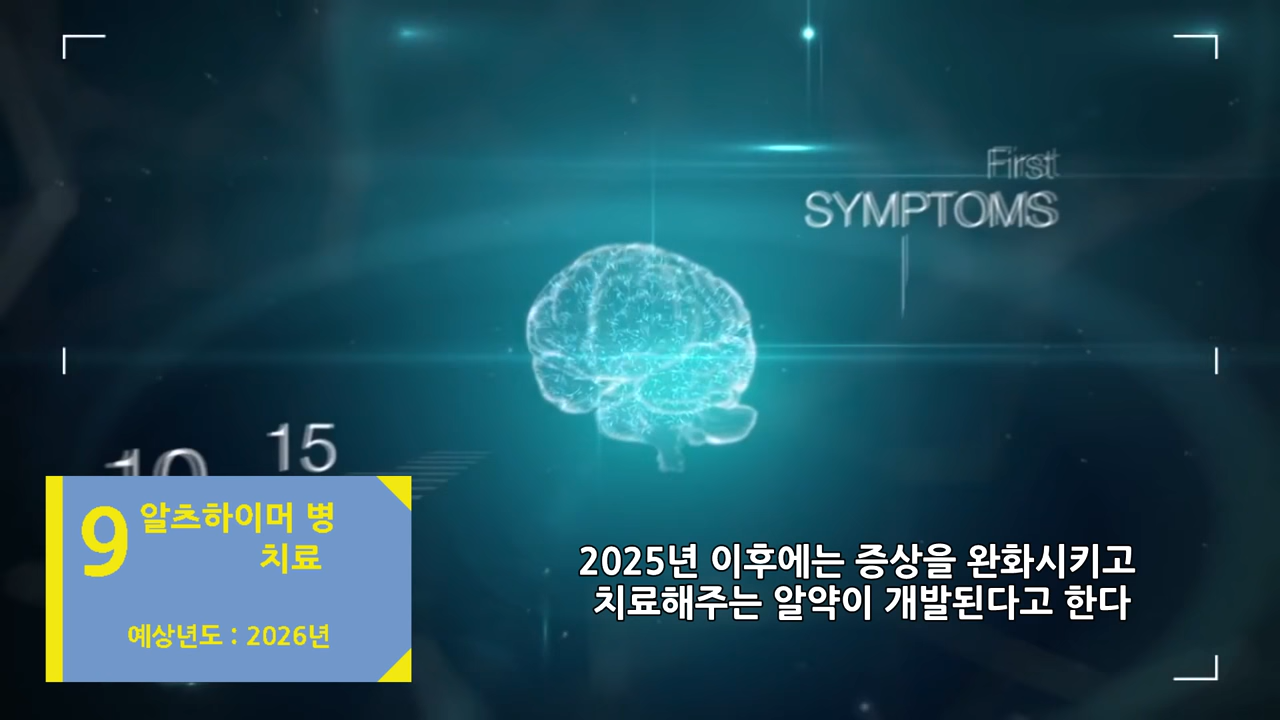 First
SYMPTOMS
10
15
9
알츠하이머 병
치료
예상년도 : 2026년
2025년 이후에는 증상을 완화시키고
치료해주는 알약이 개발된다고 한다